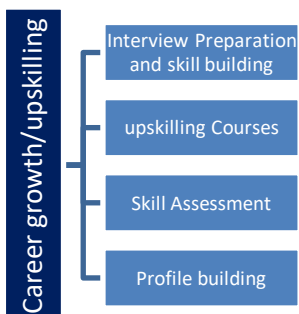 Career growth/upskilling
Interview Preparation
and skill building
upskilling Courses
Skill Assessment
Profile building